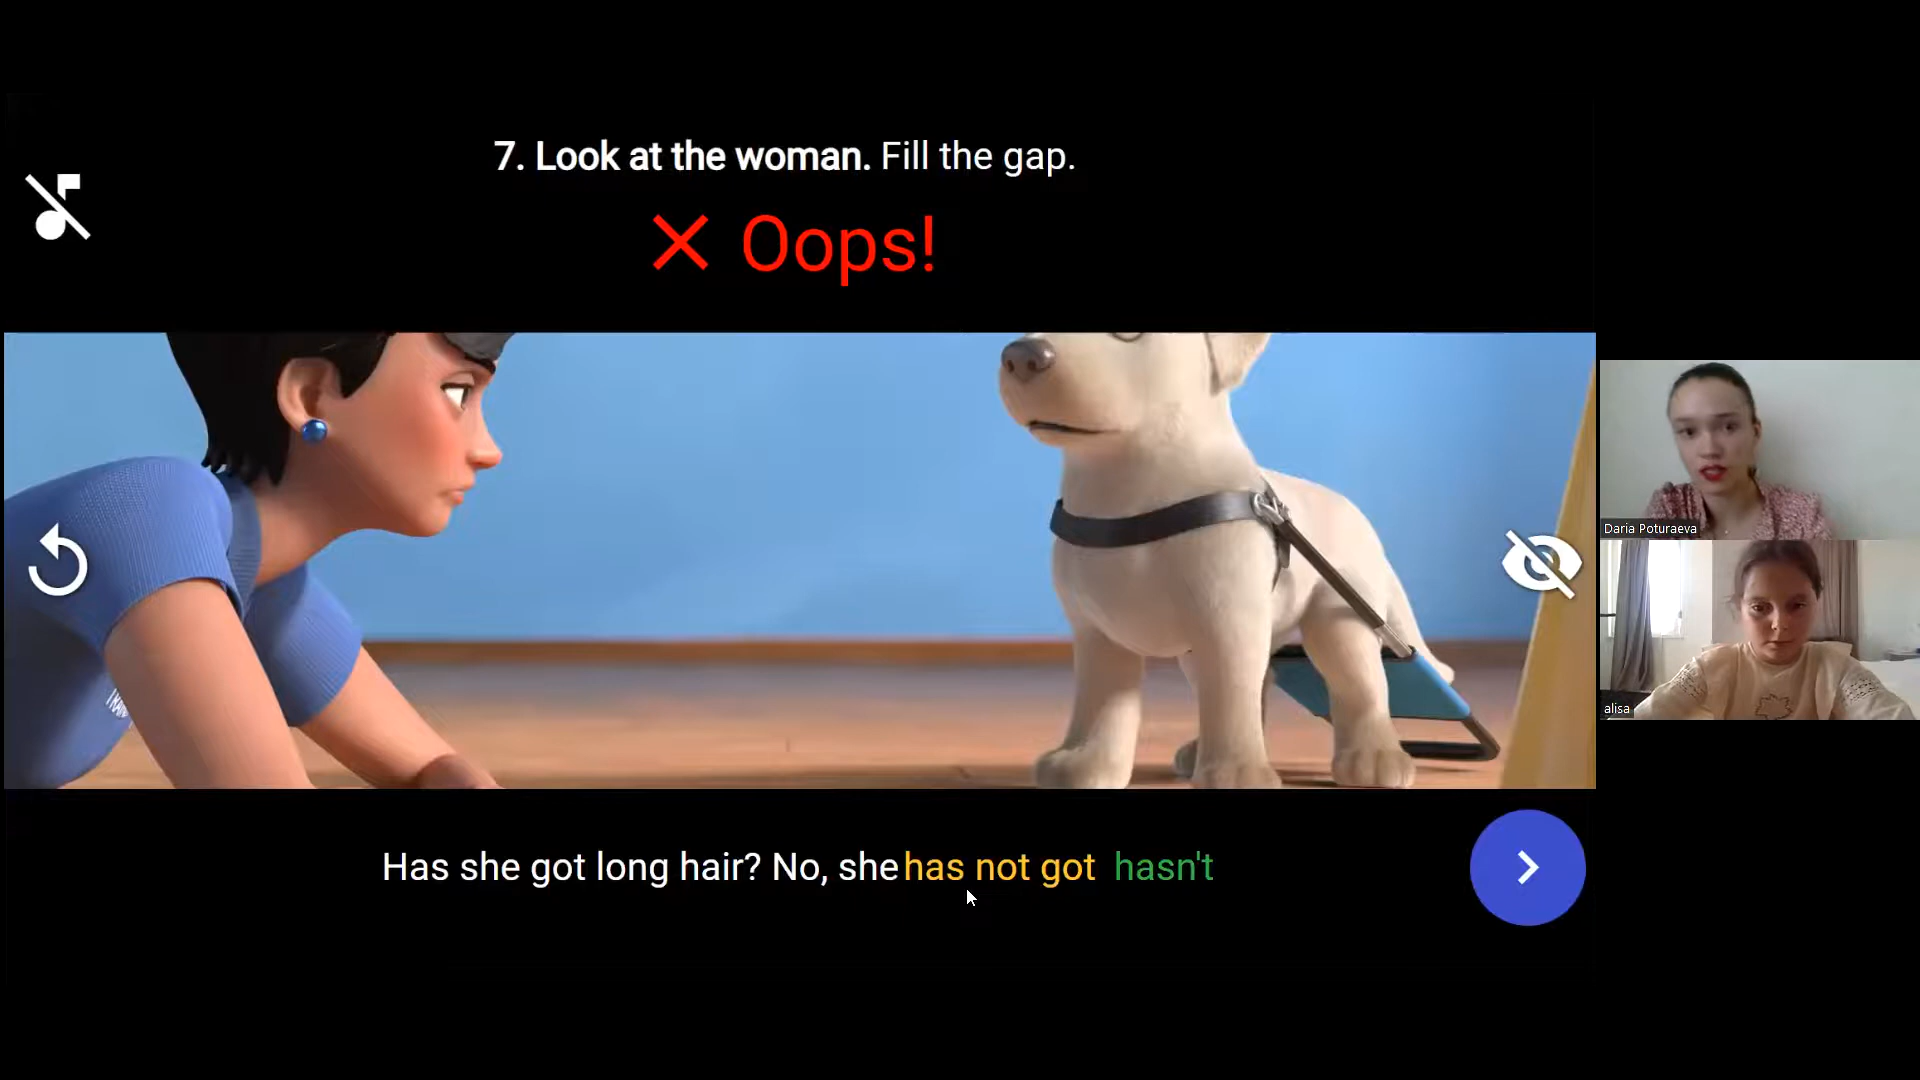 7. Look at the woman. Fill the gap.
Oops!
Has she got long hair? No, she has not got hasn't
Daria Poturaeva
alisa